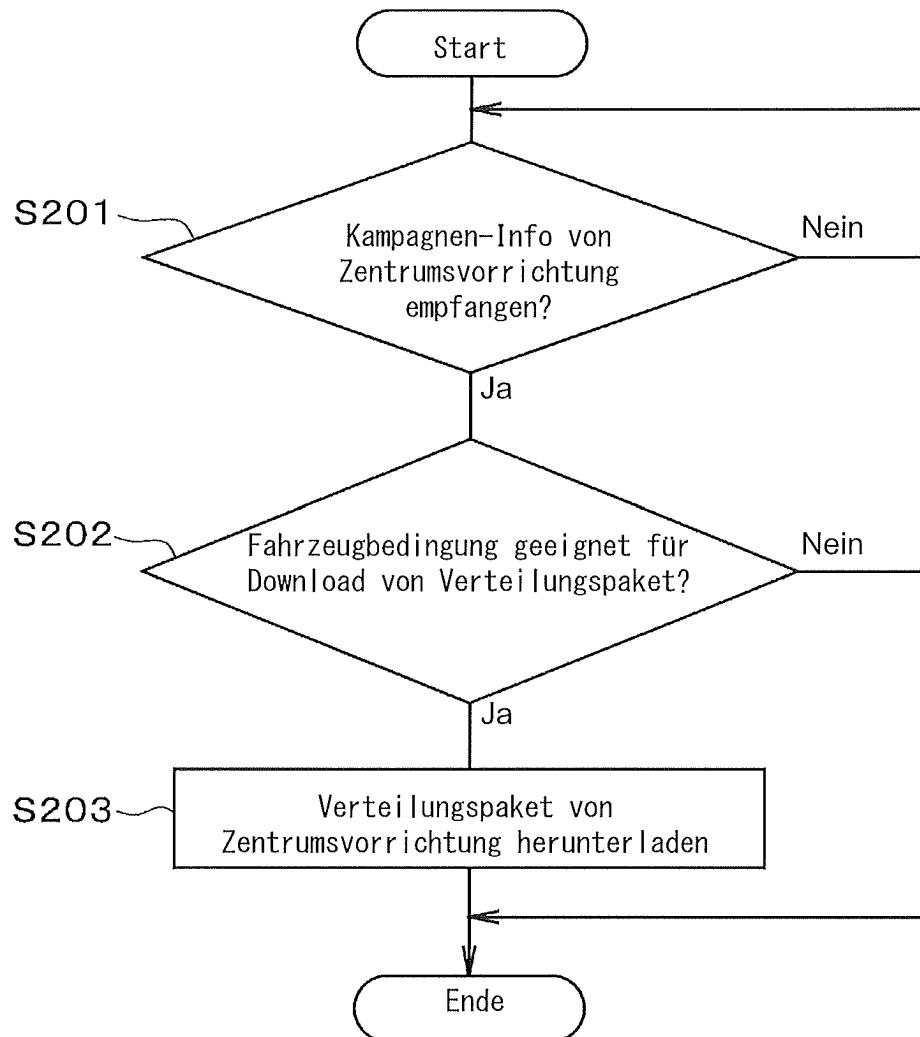 Start
S201
Kampagnen-Info von
Zentrumsvorrichtung
empfangen?
Nein
Ja
S202
Fahrzeugbedingung geeignet für
Download von Verteilungspaket?
Nein
Ja
S203
Verteilungspaket von
Zentrumsvorrichtung herunterladen
Ende